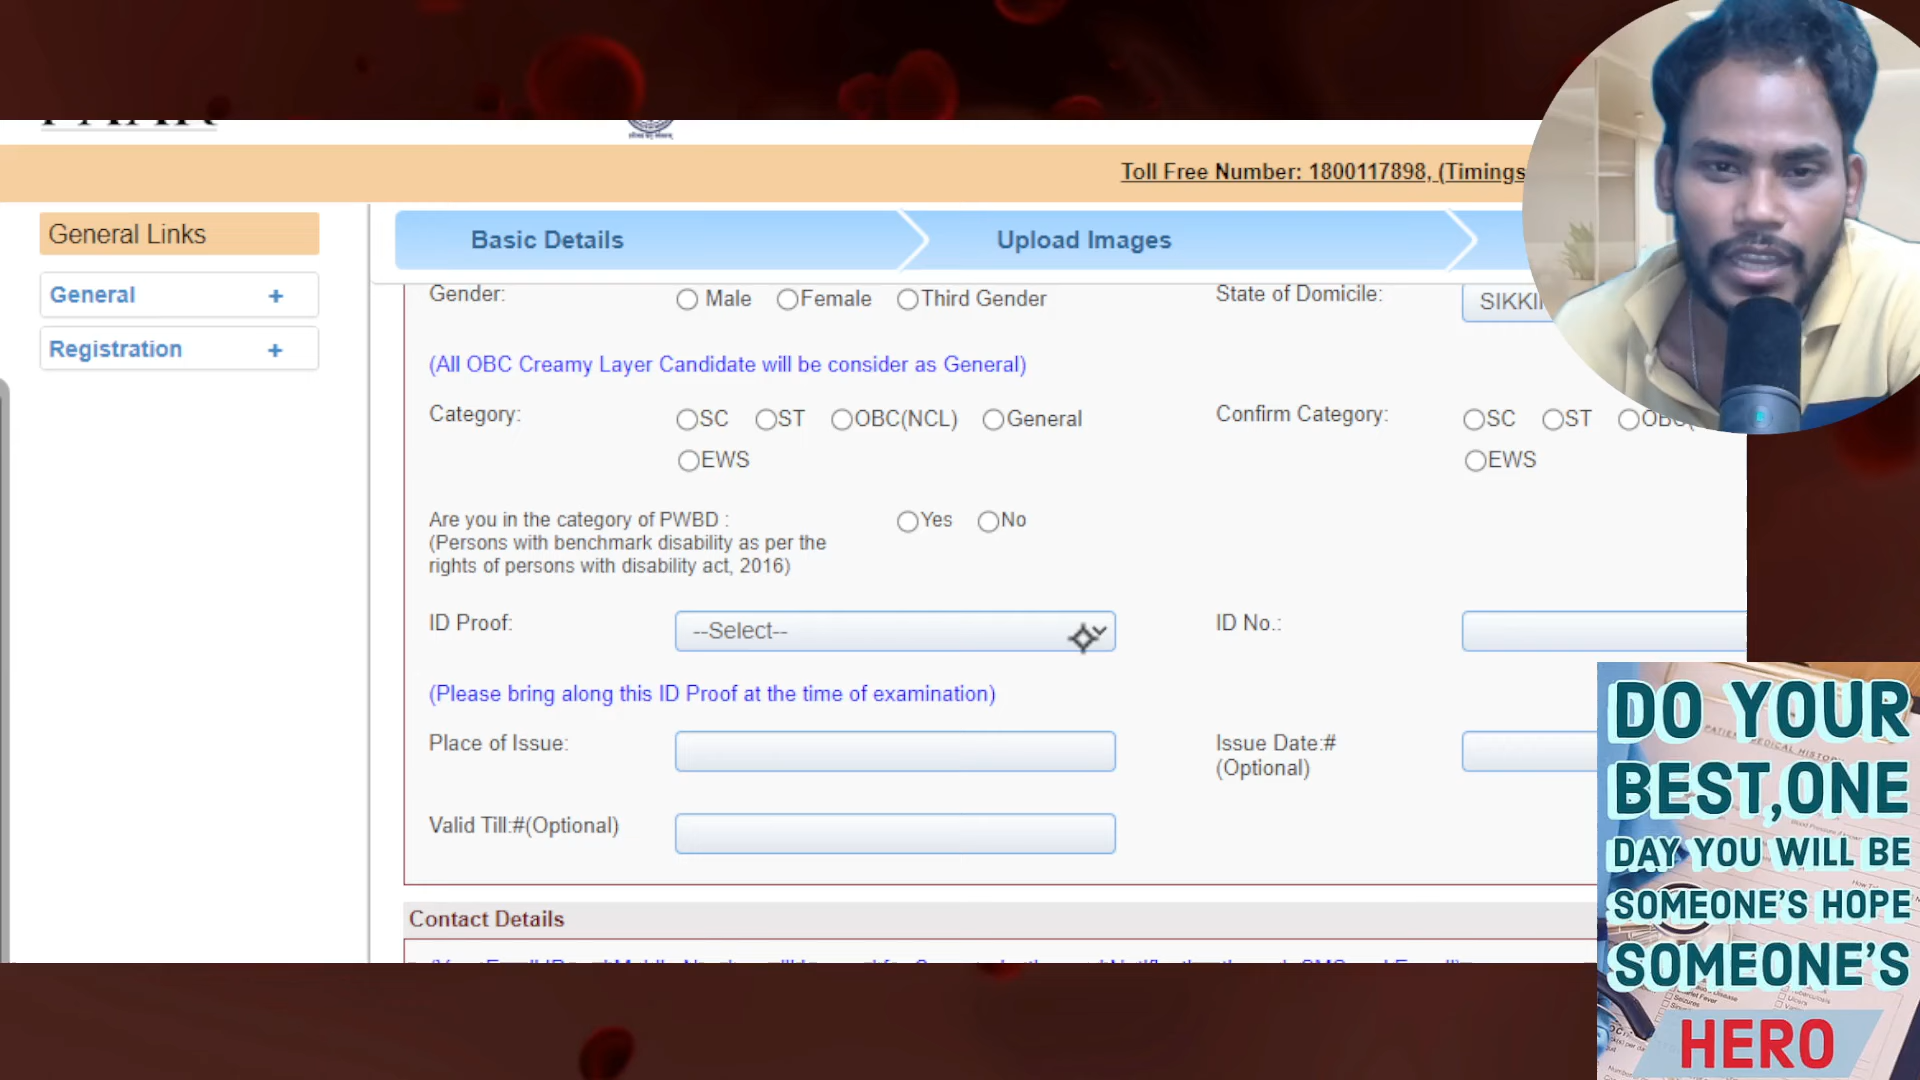 Toll Free Number: 1800117898, (Timings
General Links
General +
Registration +
Basic Details
Upload Images
Gender:
Male Female Third Gender
State of Domicile:
(All OBC Creamy Layer Candidate will be consider as General)
Category:
SC ST OBC(NCL) General
EWS
Confirm Category:
SC ST
EWS
Are you in the category of PWBD :
(Persons with benchmark disability as per the
rights of persons with disability act, 2016)
Yes No
ID Proof:
--Select--
ID No.:
(Please bring along this ID Proof at the time of examination)
Place of Issue:
Issue Date:#
(Optional)
Valid Till:#(Optional)
Contact Details
DO YOUR
BEST,ONE
DAY YOU WILL BE
SOMEONE'S HOPE
SOMEONE'S
HERO